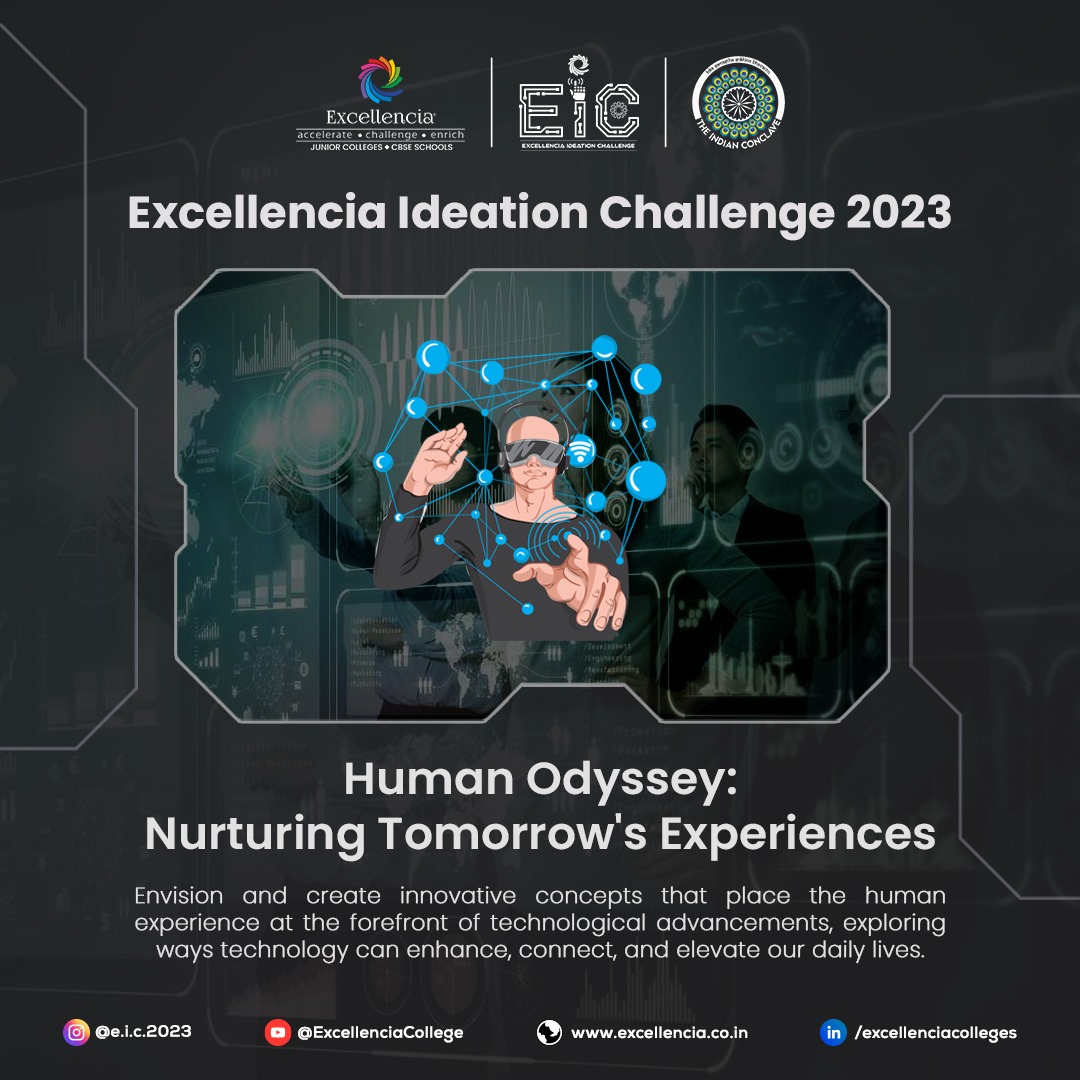 Excellencia
accelerate • challenge • enrich
JUNIOR COLLEGES ♦ CBSE SCHOOLS
EiC
EXCELLENCIA IDEATION CHALLENGE
THE INDIAN CONCLAVE
Excellencia Ideation Challenge 2023
/Development
/Engineering
/Manufacturing
Human Odyssey:
Nurturing Tomorrow's Experiences
Envision and create innovative concepts that place the human
experience at the forefront of technological advancements, exploring
ways technology can enhance, connect, and elevate our daily lives.
@e.i.c.2023
@ExcellenciaCollege
www.excellencia.co.in
/excellenciacolleges